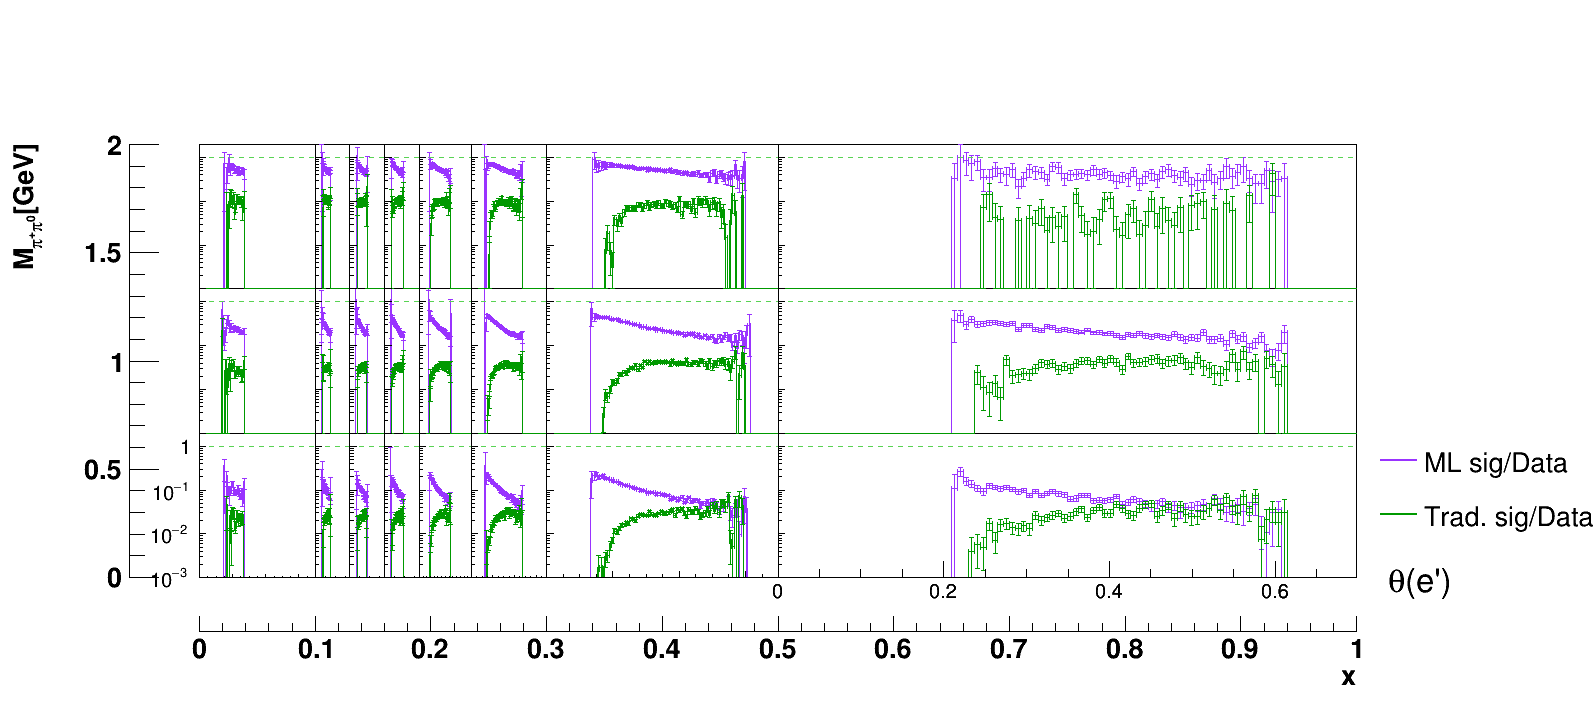 M π⁺π⁰ [GeV]
2
1.5
1
0.5
0
1
10⁻¹
10⁻²
10⁻³
ML sig/Data
Trad. sig/Data
0 0.2 0.4 0.6
θ(e')
0 0.1 0.2 0.3 0.4 0.5 0.6 0.7 0.8 0.9 1
x